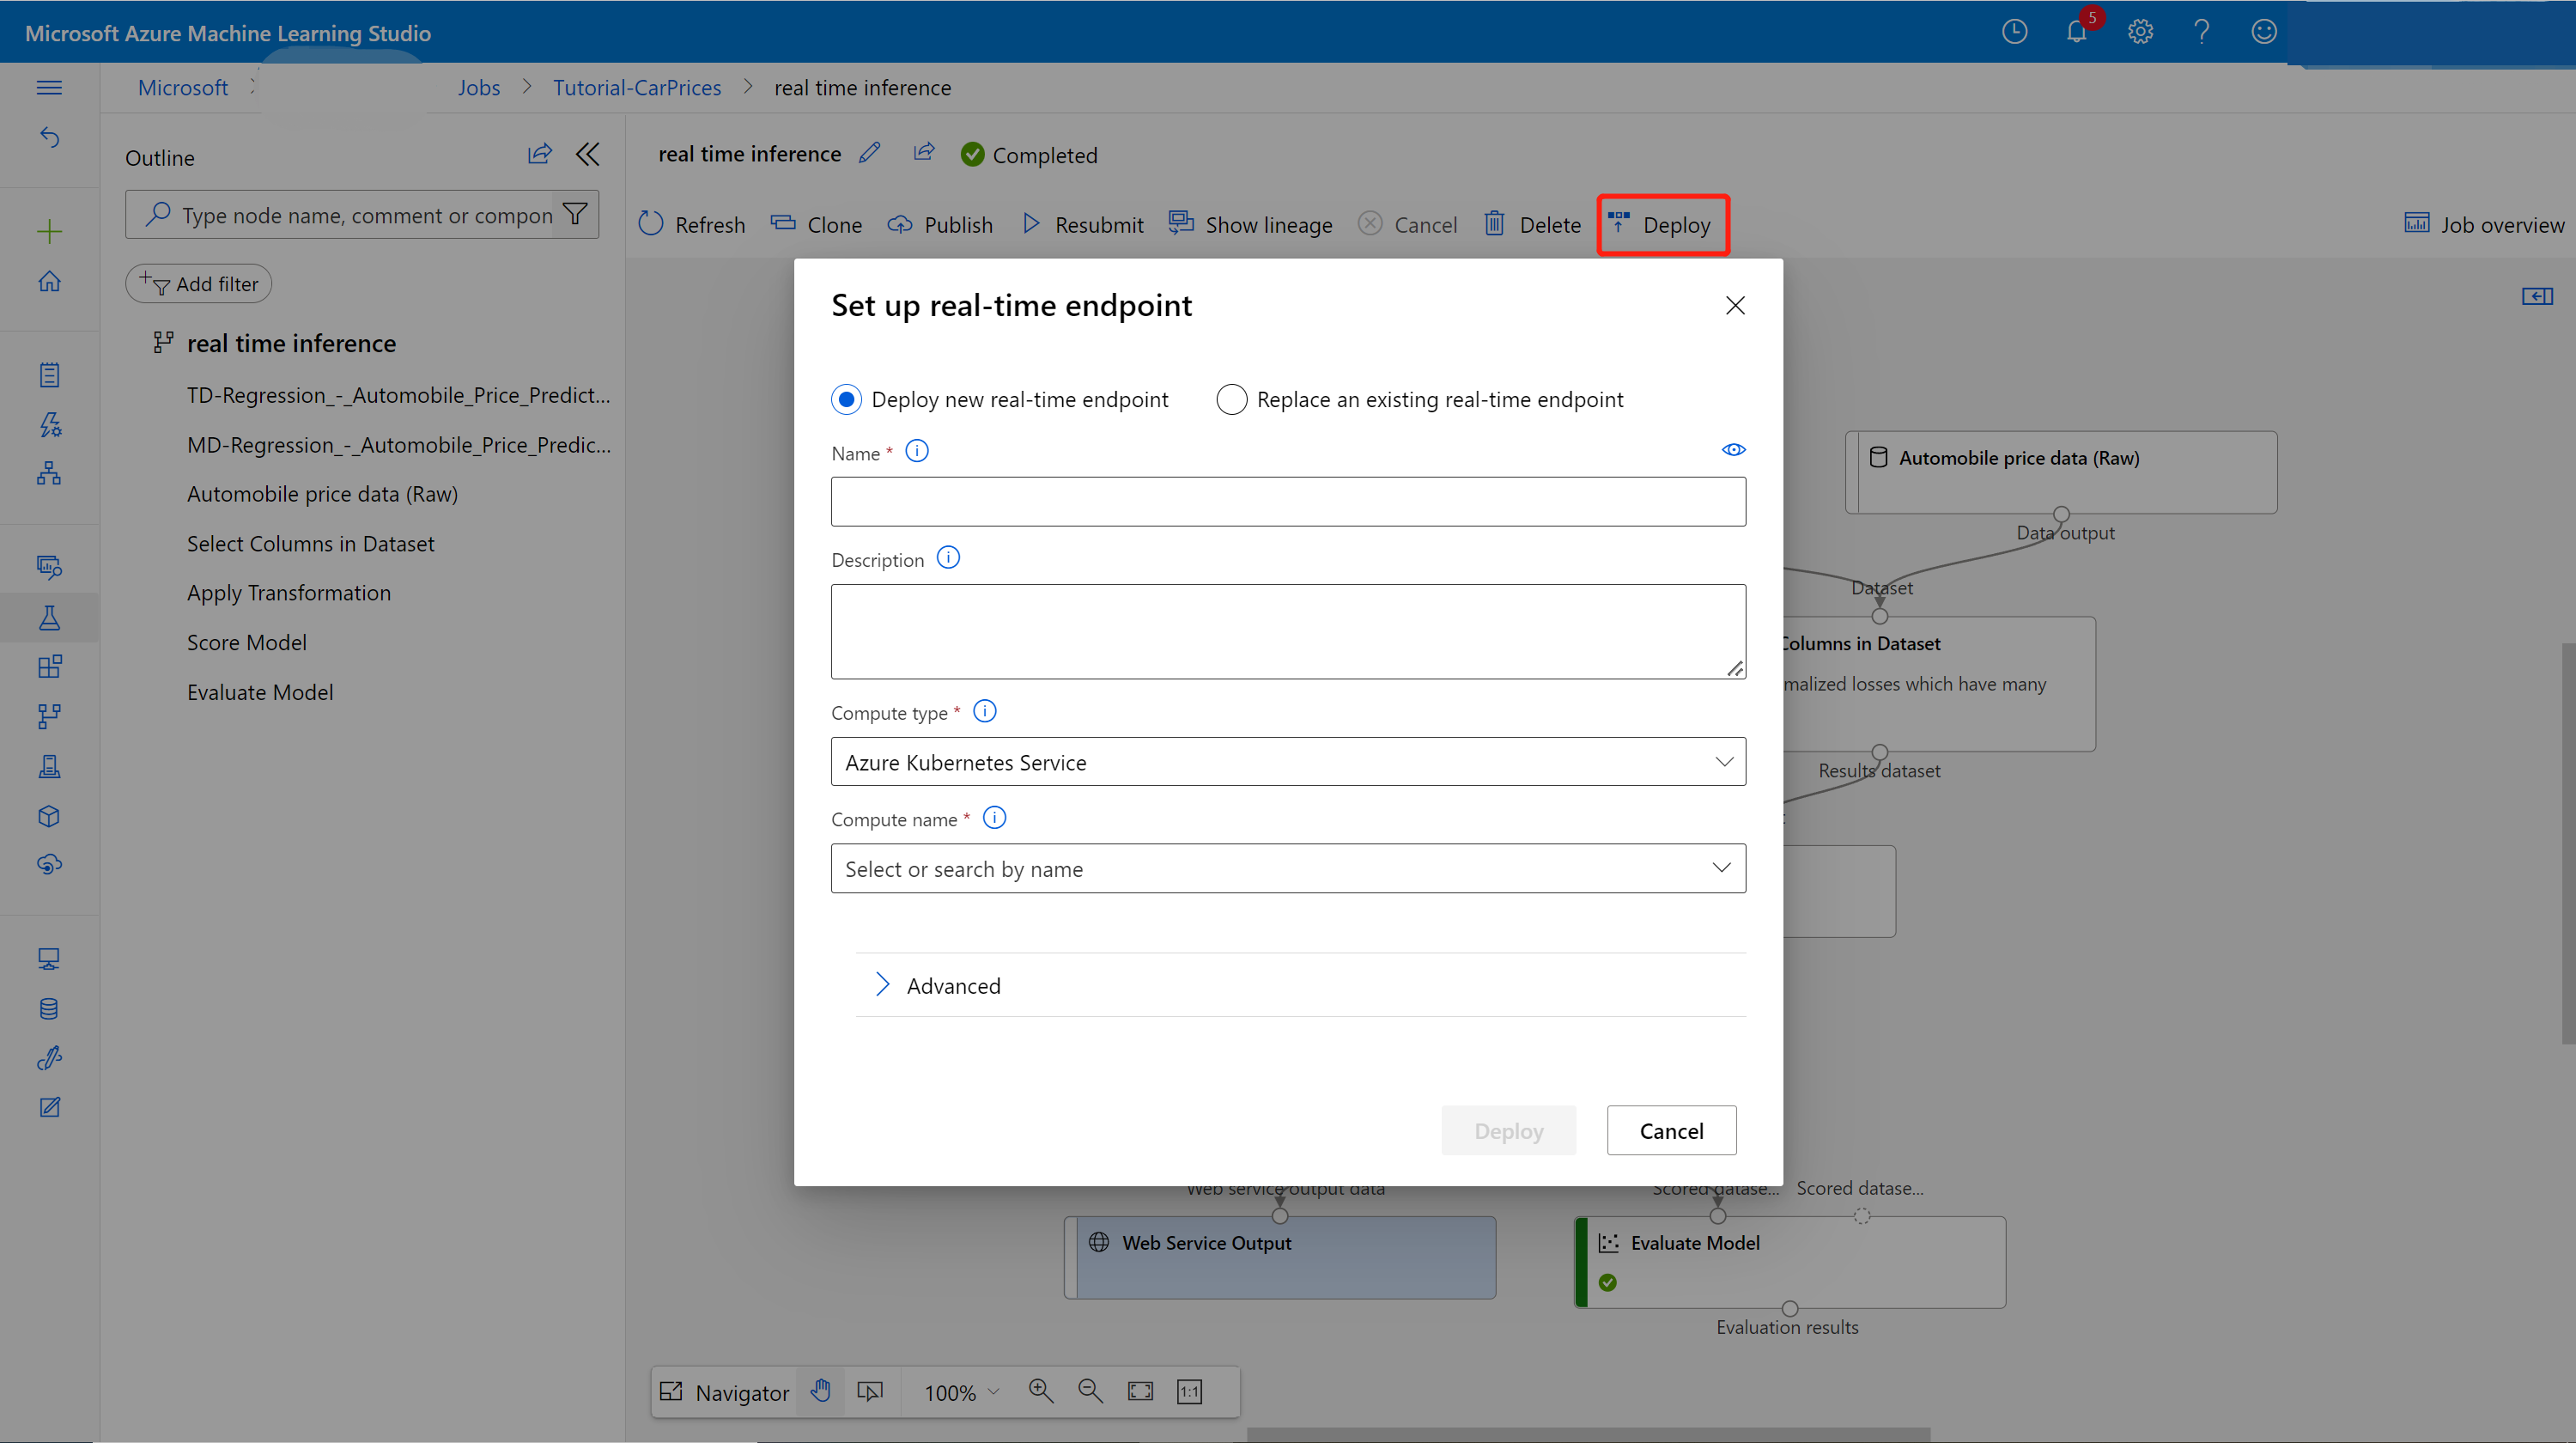 Microsoft Azure Machine Learning Studio
5
Microsoft
Jobs
Tutorial-CarPrices
real time inference
Outline
Type node name, comment or compon
Add filter
real time inference
TD-Regression_-_Automobile_Price_Predict...
MD-Regression_-_Automobile_Price_Predic...
Automobile price data (Raw)
Select Columns in Dataset
Apply Transformation
Score Model
Evaluate Model
real time inference
Completed
Refresh
Clone
Publish
Resubmit
Show lineage
Cancel
Delete
Deploy
Job overview
Set up real-time endpoint
Deploy new real-time endpoint
Replace an existing real-time endpoint
Name *
Description
Compute type *
Azure Kubernetes Service
Compute name *
Select or search by name
Advanced
Deploy
Cancel
Automobile price data (Raw)
Data output
Dataset
Columns in Dataset
malized losses which have many
Results dataset
Web service output data
Web Service Output
Scored datase...
Scored datase...
Evaluate Model
Evaluation results
Navigator
100%
1:1